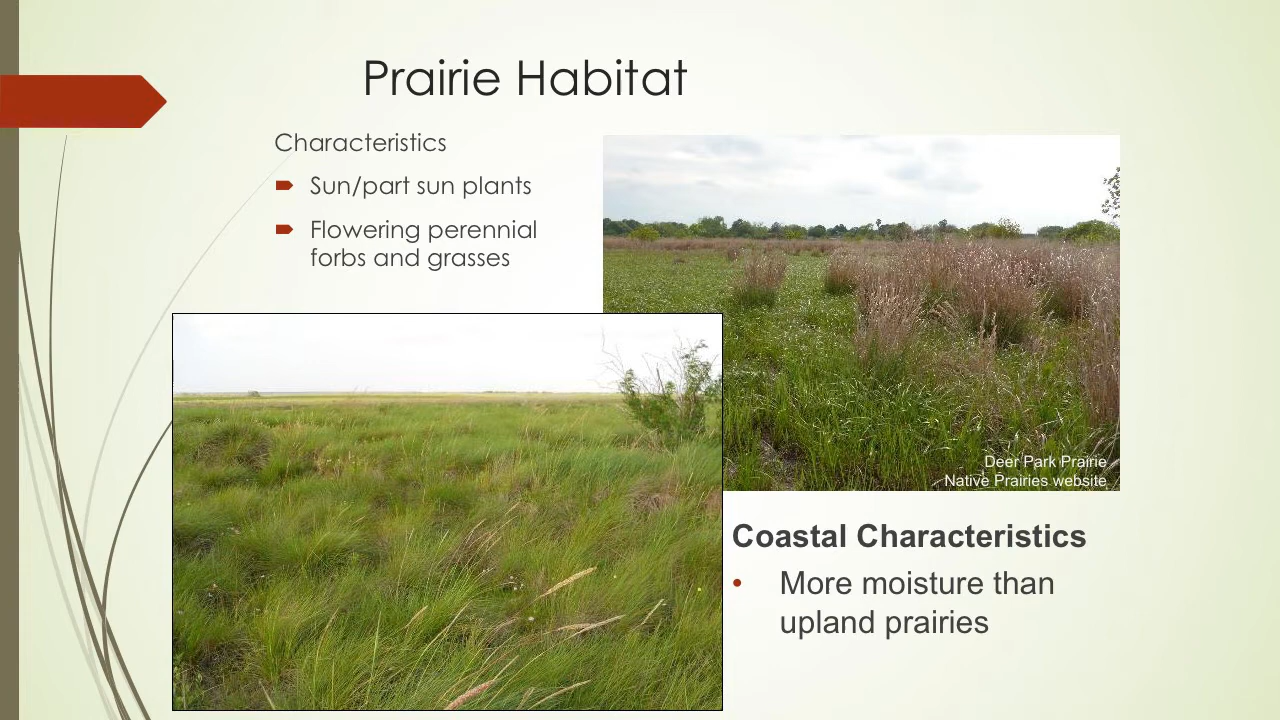 Prairie Habitat
Characteristics
Sun/part sun plants
Flowering perennial
forbs and grasses
Deer Park Prairie
Native Prairies website
Coastal Characteristics
• More moisture than
upland prairies